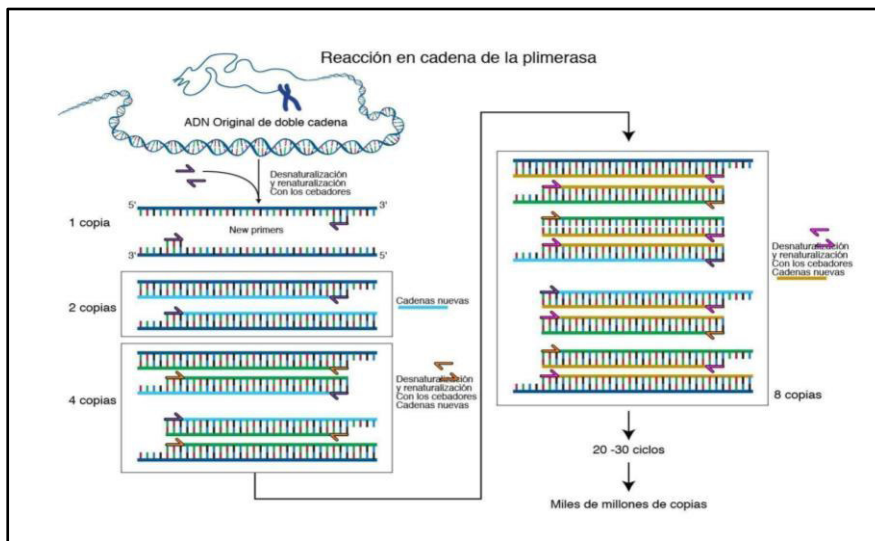 Reacción en cadena de la plimerasa
ADN Original de doble cadena
Desnaturalización
y renaturalización
Con los cebadores
5'
3'
1 copia
New primers
3'
5'
2 copias
Cadenas nuevas
4 copias
Desnaturalización
y renaturalización
Con los cebadores
Cadenas nuevas
Desnaturalización
y renaturalización
Con los cebadores
Cadenas nuevas
8 copias
20 -30 ciclos
Miles de millones de copias